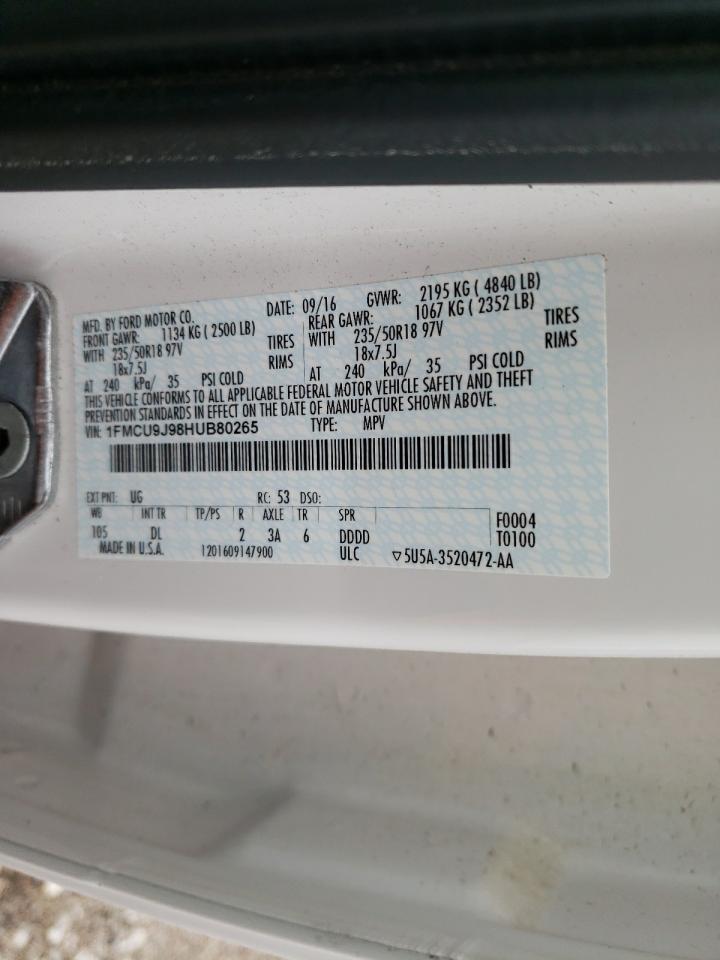 MFD. BY FORD MOTOR CO. DATE: 09/16 GVWR: 2195 KG ( 4840 LB)
FRONT GAWR: 1134 KG ( 2500 LB) REAR GAWR: 1067 KG ( 2352 LB)
WITH 235/50R18 97V TIRES WITH 235/50R18 97V TIRES
18x7.5J RIMS 18x7.5J RIMS
AT 240 kPa/ 35 PSI COLD AT 240 kPa/ 35 PSI COLD
THIS VEHICLE CONFORMS TO ALL APPLICABLE FEDERAL MOTOR VEHICLE SAFETY AND THEFT
PREVENTION STANDARDS IN EFFECT ON THE DATE OF MANUFACTURE SHOWN ABOVE.
VIN: 1FMCU9J98HUB80265 TYPE: MPV
EXT PNT: UG RC: 53 DSO:
WB INT TR TP/PS R AXLE TR SPR
105 DL 2 3A 6 DDDD F0004
T0100
MADE IN U.S.A. 1201609147900 ULC ▽5U5A-3520472-AA